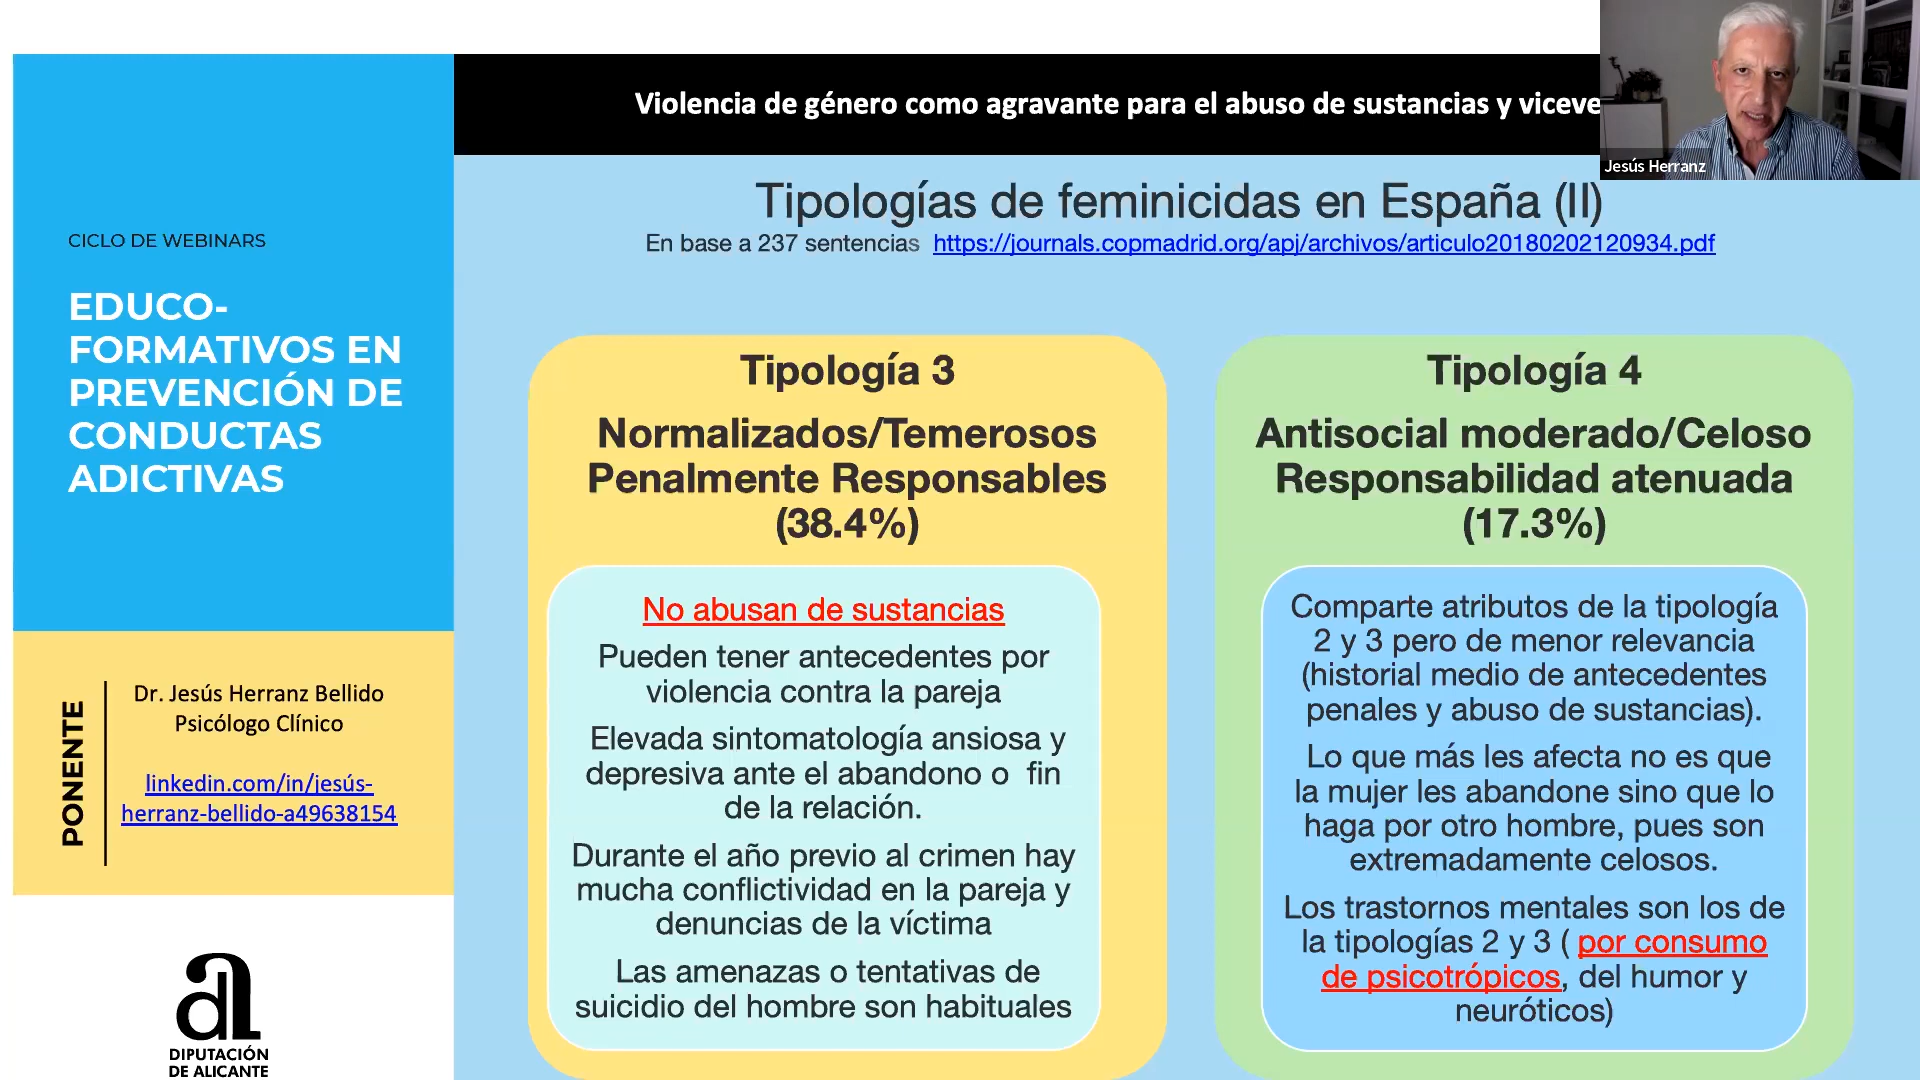 Violencia de género como agravante para el abuso de sustancias y viceve
Jesús Herranz
CICLO DE WEBINARS
EDUCO-
FORMATIVOS EN
PREVENCIÓN DE
CONDUCTAS
ADICTIVAS
PONENTE
Dr. Jesús Herranz Bellido
Psicólogo Clínico
linkedin.com/in/jesús-
herranz-bellido-a49638154
DIPUTACIÓN
DE ALICANTE
Tipologías de feminicidas en España (II)
En base a 237 sentencias https://journals.copmadrid.org/apj/archivos/articulo20180202120934.pdf
Tipología 3
Normalizados/Temerosos
Penalmente Responsables
(38.4%)
No abusan de sustancias
Pueden tener antecedentes por
violencia contra la pareja
Elevada sintomatología ansiosa y
depresiva ante el abandono o fin
de la relación.
Durante el año previo al crimen hay
mucha conflictividad en la pareja y
denuncias de la víctima
Las amenazas o tentativas de
suicidio del hombre son habituales
Tipología 4
Antisocial moderado/Celoso
Responsabilidad atenuada
(17.3%)
Comparte atributos de la tipología
2 y 3 pero de menor relevancia
(historial medio de antecedentes
penales y abuso de sustancias).
Lo que más les afecta no es que
la mujer les abandone sino que lo
haga por otro hombre, pues son
extremadamente celosos.
Los trastornos mentales son los de
la tipologías 2 y 3 ( por consumo
de psicotrópicos, del humor y
neuróticos)